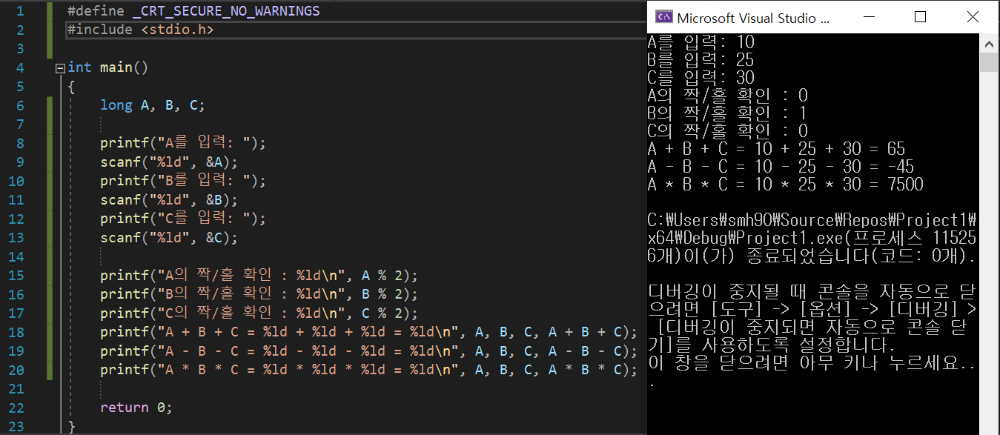 1 #define _CRT_SECURE_NO_WARNINGS
2 #include <stdio.h>
3
4 int main()
5 {
6 long A, B, C;
7
8 printf("A를 입력: ");
9 scanf("%ld", &A);
10 printf("B를 입력: ");
11 scanf("%ld", &B);
12 printf("C를 입력: ");
13 scanf("%ld", &C);
14
15 printf("A의 짝/홀 확인 : %ld\n", A % 2);
16 printf("B의 짝/홀 확인 : %ld\n", B % 2);
17 printf("C의 짝/홀 확인 : %ld\n", C % 2);
18 printf("A + B + C = %ld + %ld + %ld = %ld\n", A, B, C, A + B + C);
19 printf("A - B - C = %ld - %ld - %ld = %ld\n", A, B, C, A - B - C);
20 printf("A * B * C = %ld * %ld * %ld = %ld\n", A, B, C, A * B * C);
21
22 return 0;
23 }
Microsoft Visual Studio ...
A를 입력: 10
B를 입력: 25
C를 입력: 30
A의 짝/홀 확인 : 0
B의 짝/홀 확인 : 1
C의 짝/홀 확인 : 0
A + B + C = 10 + 25 + 30 = 65
A - B - C = 10 - 25 - 30 = -45
A * B * C = 10 * 25 * 30 = 7500
C:₩Users₩smh90₩Source₩Repos₩Project1₩
x64₩Debug₩Project1.exe(프로세스 11525
6개)이(가) 종료되었습니다(코드: 0개).
디버깅이 중지될 때 콘솔을 자동으로 닫
으려면 [도구] -> [옵션] -> [디버깅] >
[디버깅이 중지되면 자동으로 콘솔 닫
기]를 사용하도록 설정합니다.
이 창을 닫으려면 아무 키나 누르세요..
.